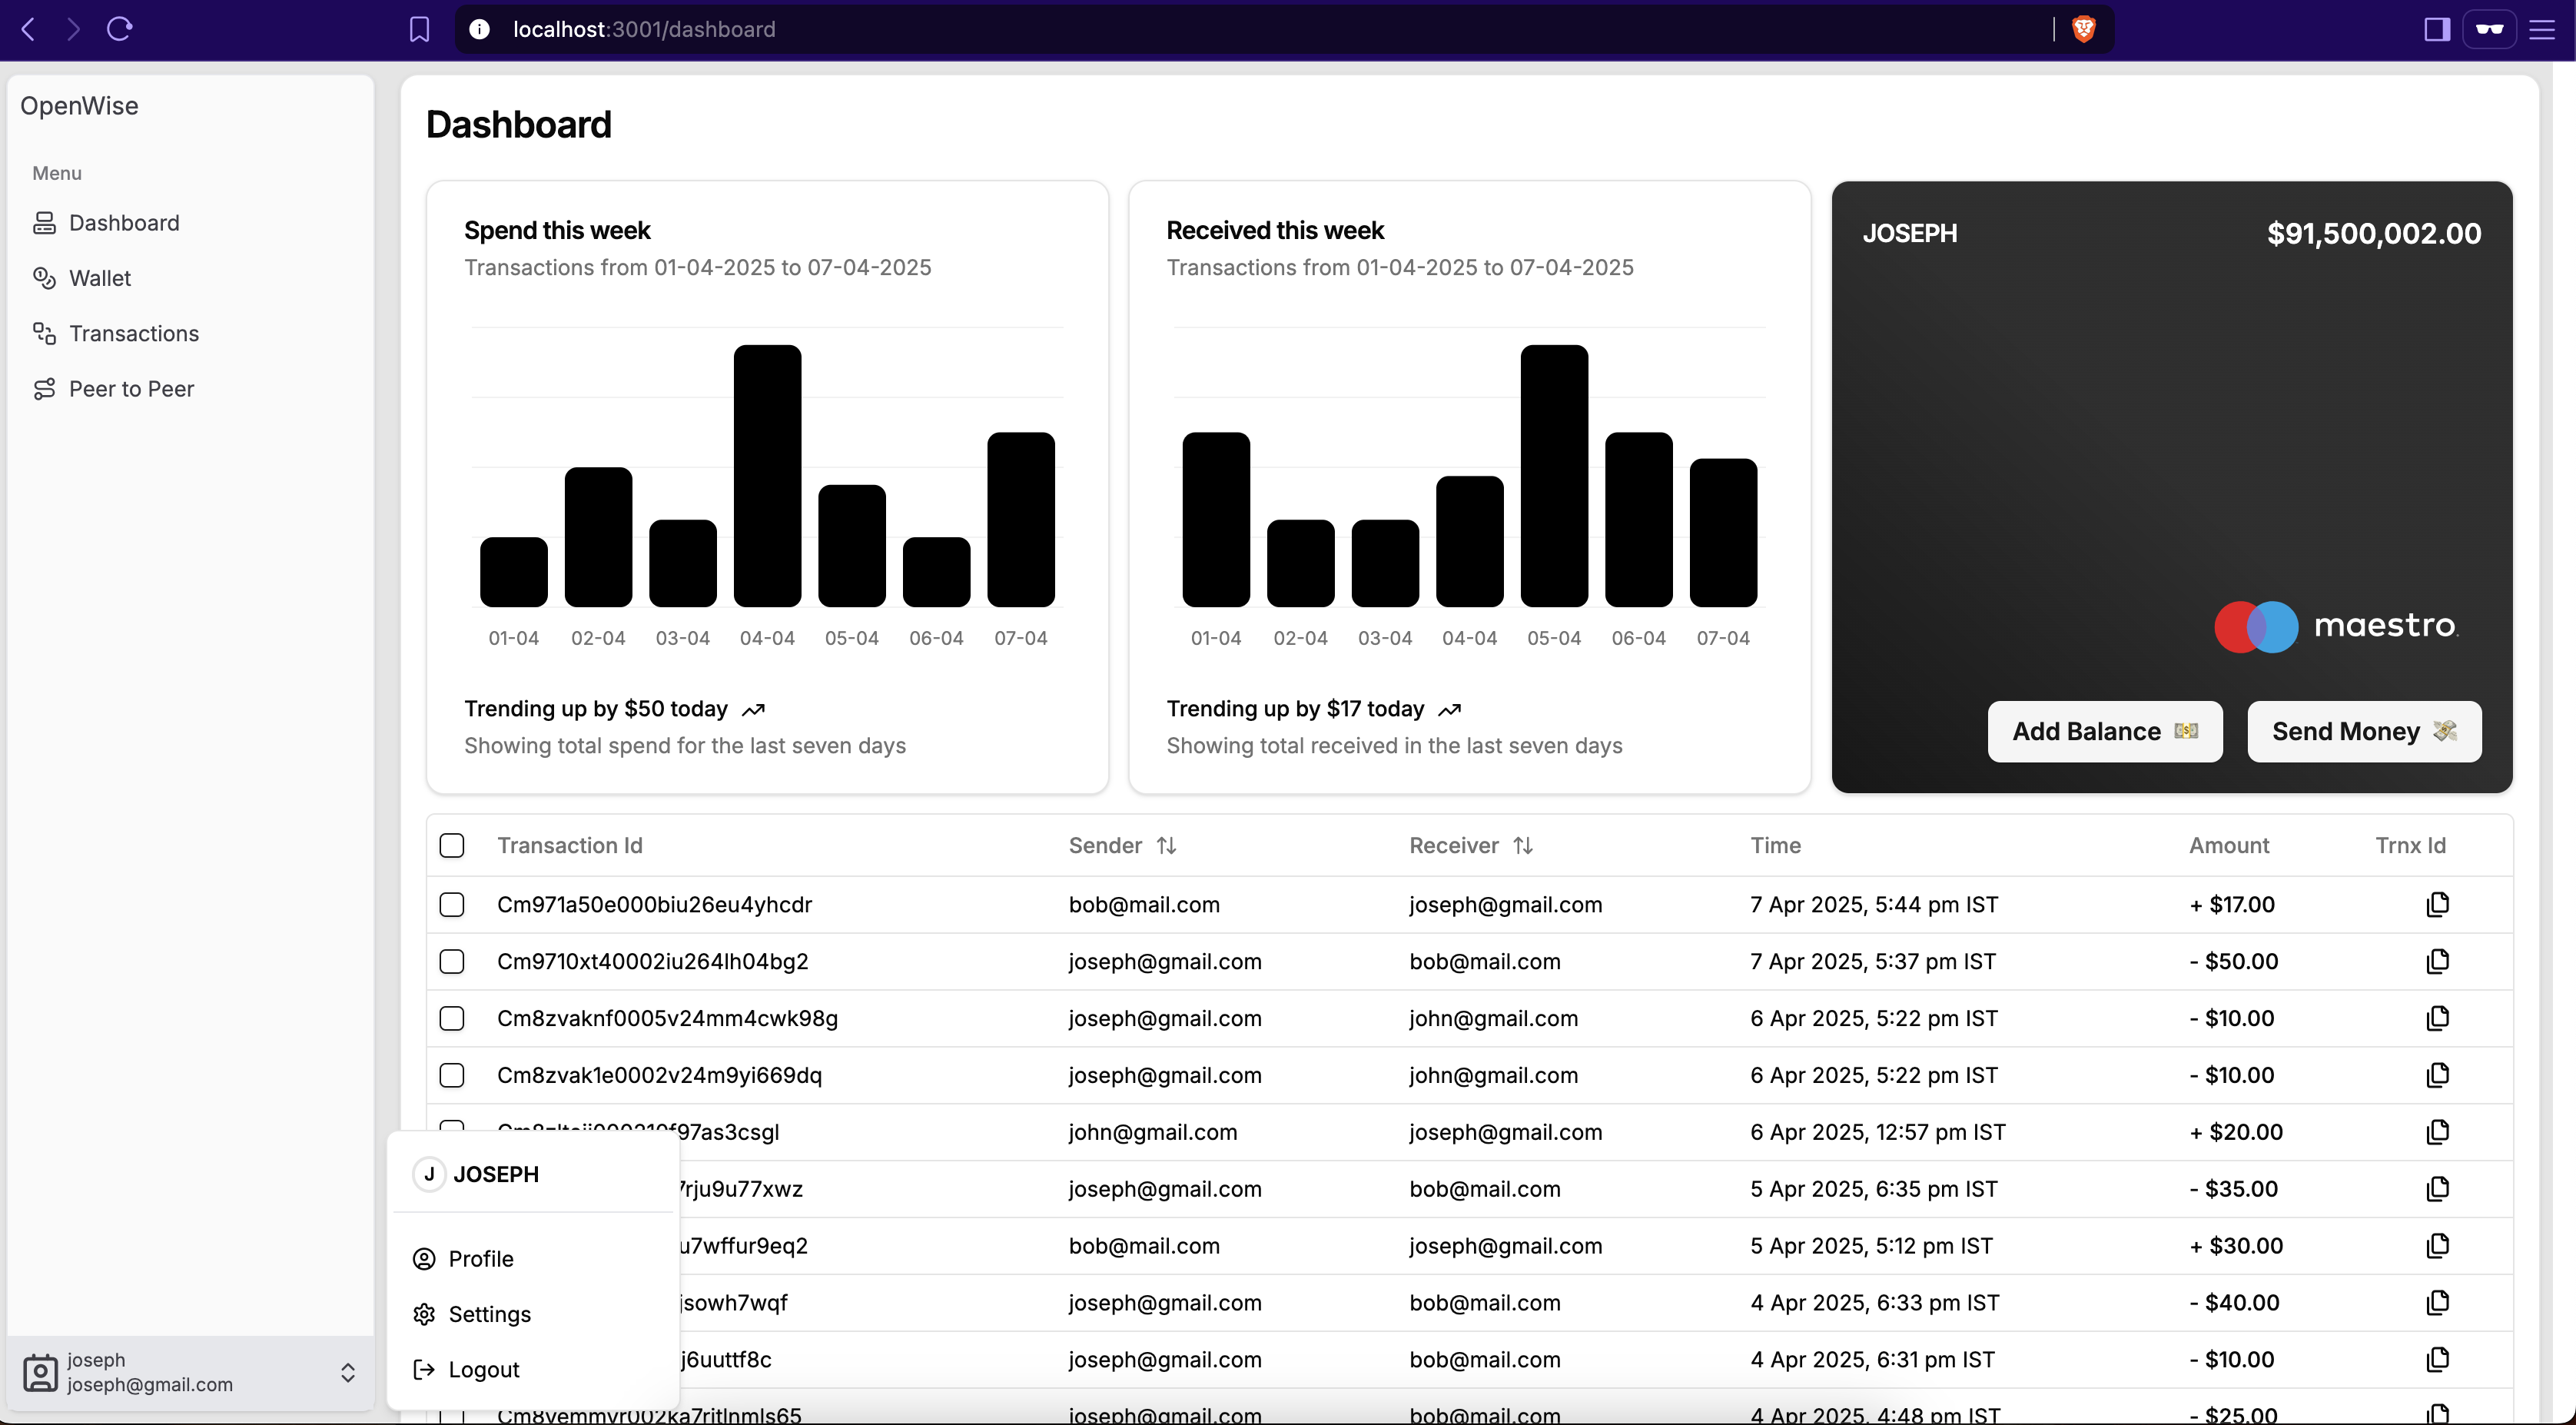 localhost:3001/dashboard
OpenWise
Menu
Dashboard
Wallet
Transactions
Peer to Peer
joseph
joseph@gmail.com
Dashboard
Spend this week
Transactions from 01-04-2025 to 07-04-2025
01-04 02-04 03-04 04-04 05-04 06-04 07-04
Trending up by $50 today
Showing total spend for the last seven days
Received this week
Transactions from 01-04-2025 to 07-04-2025
01-04 02-04 03-04 04-04 05-04 06-04 07-04
Trending up by $17 today
Showing total received in the last seven days
JOSEPH $91,500,002.00
maestro
Add Balance Send Money
Transaction Id Sender Receiver Time Amount Trnx Id
Cm971a50e000biu26eu4yhcdr bob@mail.com joseph@gmail.com 7 Apr 2025, 5:44 pm IST + $17.00
Cm9710xt40002iu264lh04bg2 joseph@gmail.com bob@mail.com 7 Apr 2025, 5:37 pm IST - $50.00
Cm8zvaknf0005v24mm4cwk98g joseph@gmail.com john@gmail.com 6 Apr 2025, 5:22 pm IST - $10.00
Cm8zvak1e0002v24m9yi669dq joseph@gmail.com john@gmail.com 6 Apr 2025, 5:22 pm IST - $10.00
john@gmail.com joseph@gmail.com 6 Apr 2025, 12:57 pm IST + $20.00
7rju9u77xwz joseph@gmail.com bob@mail.com 5 Apr 2025, 6:35 pm IST - $35.00
u7wffur9eq2 bob@mail.com joseph@gmail.com 5 Apr 2025, 5:12 pm IST + $30.00
jsowh7wqf joseph@gmail.com bob@mail.com 4 Apr 2025, 6:33 pm IST - $40.00
j6uuttf8c joseph@gmail.com bob@mail.com 4 Apr 2025, 6:31 pm IST - $10.00
joseph@gmail.com bob@mail.com 4 Apr 2025, 4:48 pm IST - $25.00
J JOSEPH
Profile
Settings
Logout